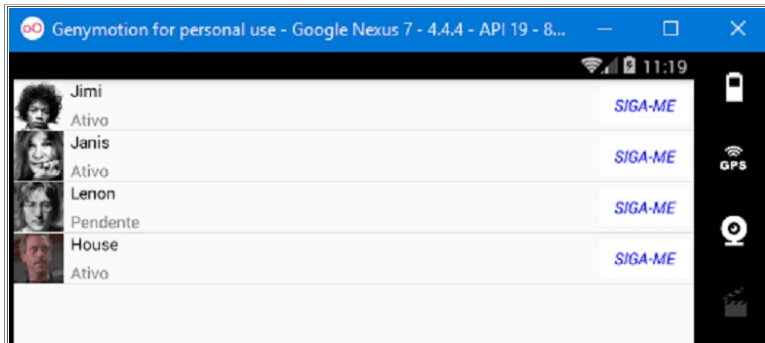 Genymotion for personal use - Google Nexus 7 - 4.4.4 - API 19 - 8...
11:19
Jimi
SIGA-ME
Ativo
Janis
SIGA-ME
Ativo
GPS
Lenon
SIGA-ME
Pendente
House
SIGA-ME
Ativo